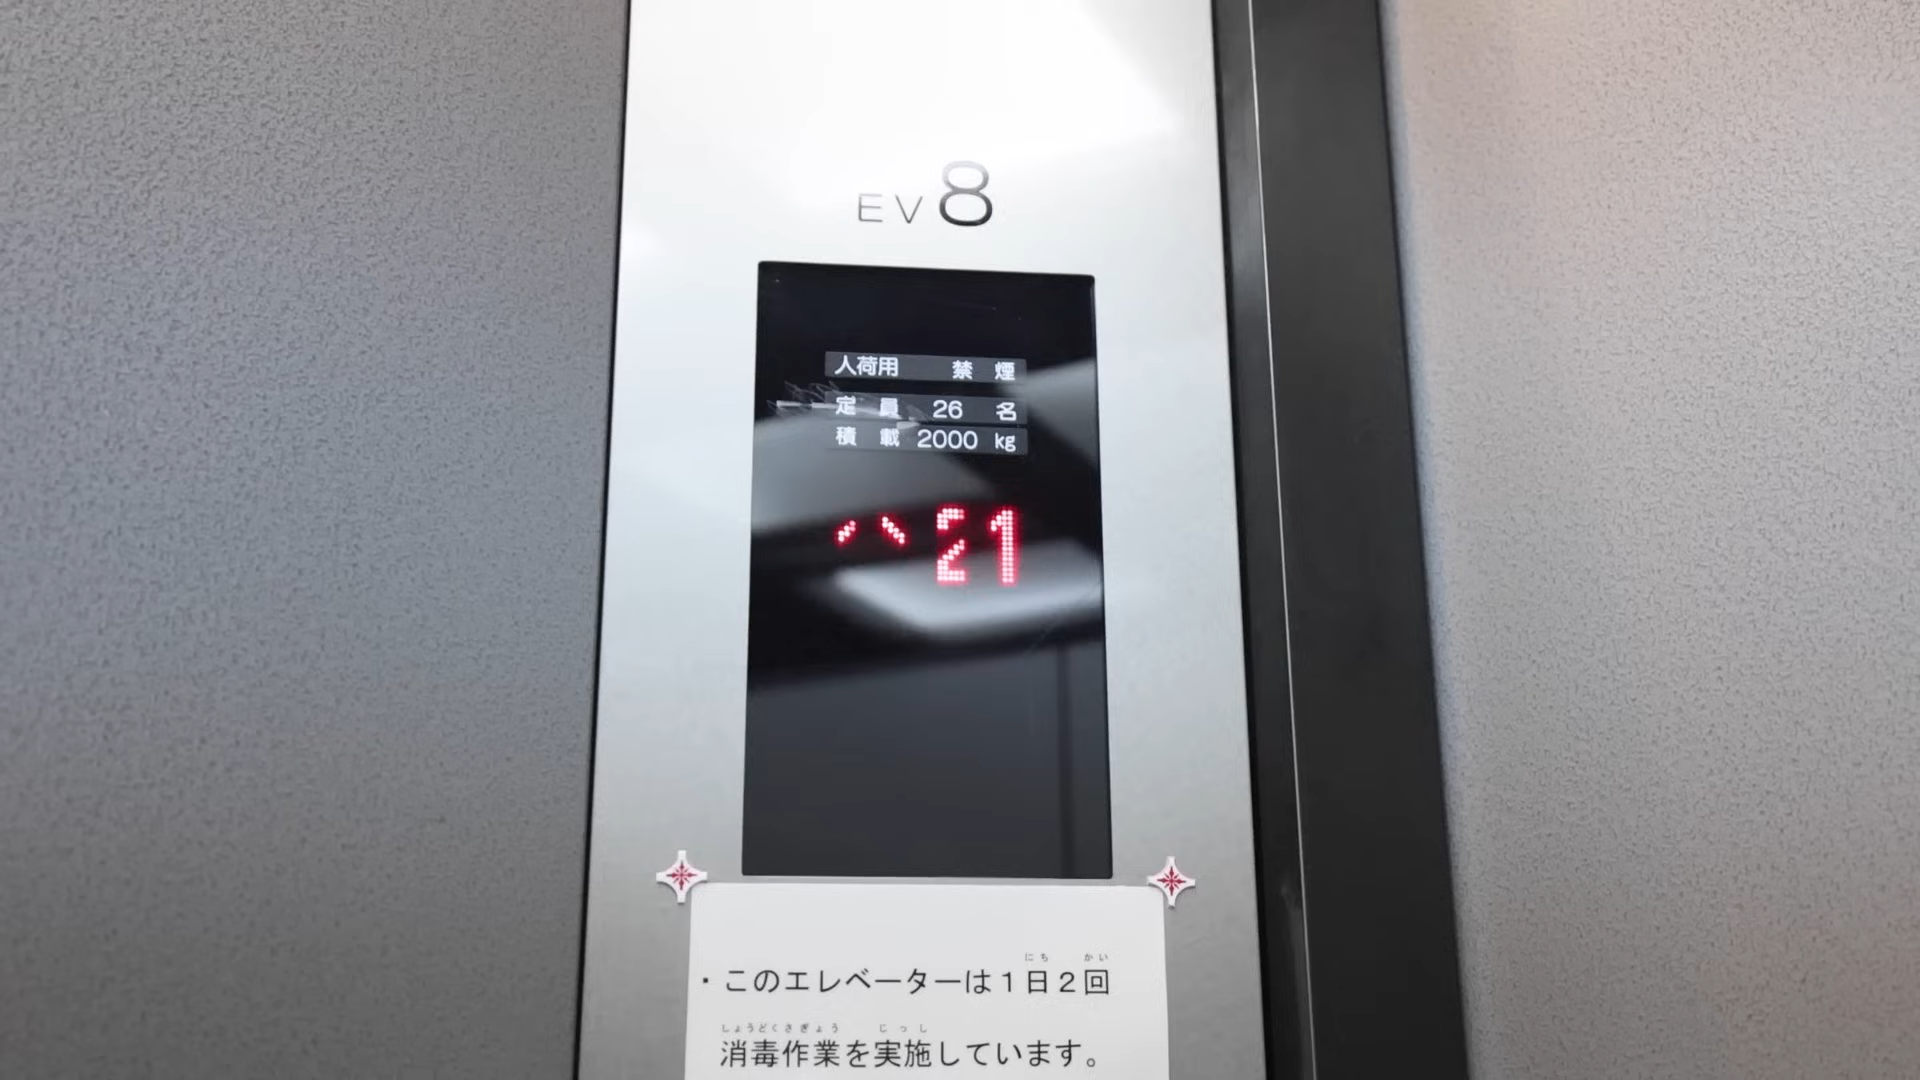 EV8
人荷用 禁煙
定員 26 名
積載 2000 kg
21
にち かい
・このエレベーターは1日2回
しょうどくさぎょう じっし
消毒作業を実施しています。